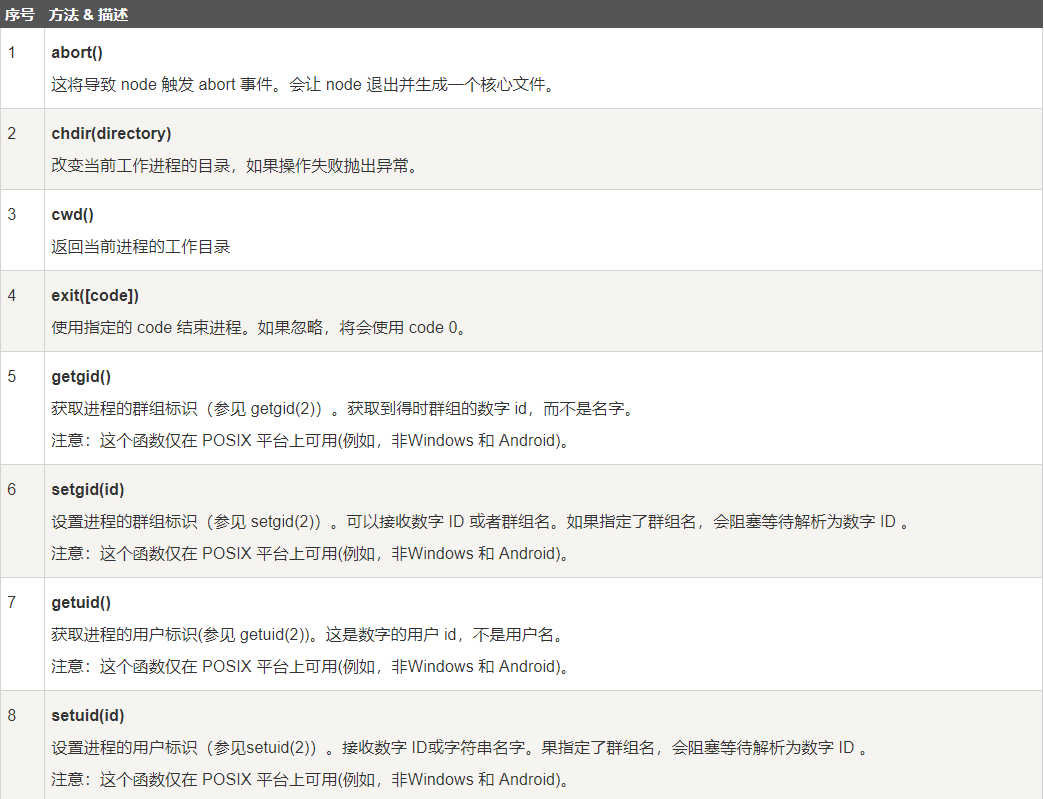 序号 方法 & 描述
1 abort()
这将导致 node 触发 abort 事件。会让 node 退出并生成一个核心文件。
2 chdir(directory)
改变当前工作进程的目录，如果操作失败抛出异常。
3 cwd()
返回当前进程的工作目录
4 exit([code])
使用指定的 code 结束进程。如果忽略，将会使用 code 0。
5 getgid()
获取进程的群组标识（参见 getgid(2)）。获取到得时群组的数字 id，而不是名字。
注意：这个函数仅在 POSIX 平台上可用(例如，非Windows 和 Android)。
6 setgid(id)
设置进程的群组标识（参见 setgid(2)）。可以接收数字 ID 或者群组名。如果指定了群组名，会阻塞等待解析为数字 ID 。
注意：这个函数仅在 POSIX 平台上可用(例如，非Windows 和 Android)。
7 getuid()
获取进程的用户标识(参见 getuid(2))。这是数字的用户 id，不是用户名。
注意：这个函数仅在 POSIX 平台上可用(例如，非Windows 和 Android)。
8 setuid(id)
设置进程的用户标识（参见setuid(2)）。接收数字 ID或字符串名字。果指定了群组名，会阻塞等待解析为数字 ID 。
注意：这个函数仅在 POSIX 平台上可用(例如，非Windows 和 Android)。